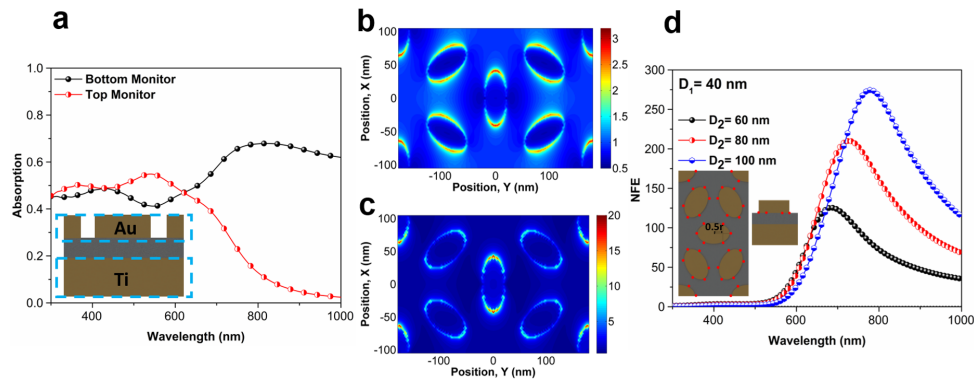 a
1.0
0.8
0.6
0.4
0.2
0.0
Absorption
Bottom Monitor
Top Monitor
Au
Ti
400
600
800
1000
Wavelength (nm)
b
100
50
0
-50
-100
Position, X (nm)
-100
0
100
Position, Y (nm)
3
2.5
2
1.5
1
0.5
c
100
50
0
-50
-100
Position, X (nm)
-100
0
100
Position, Y (nm)
20
15
10
5
0
d
300
250
200
150
100
50
0
NFE
D1= 40 nm
D2= 60 nm
D2= 80 nm
D2= 100 nm
0.5r
400
600
800
1000
Wavelength (nm)